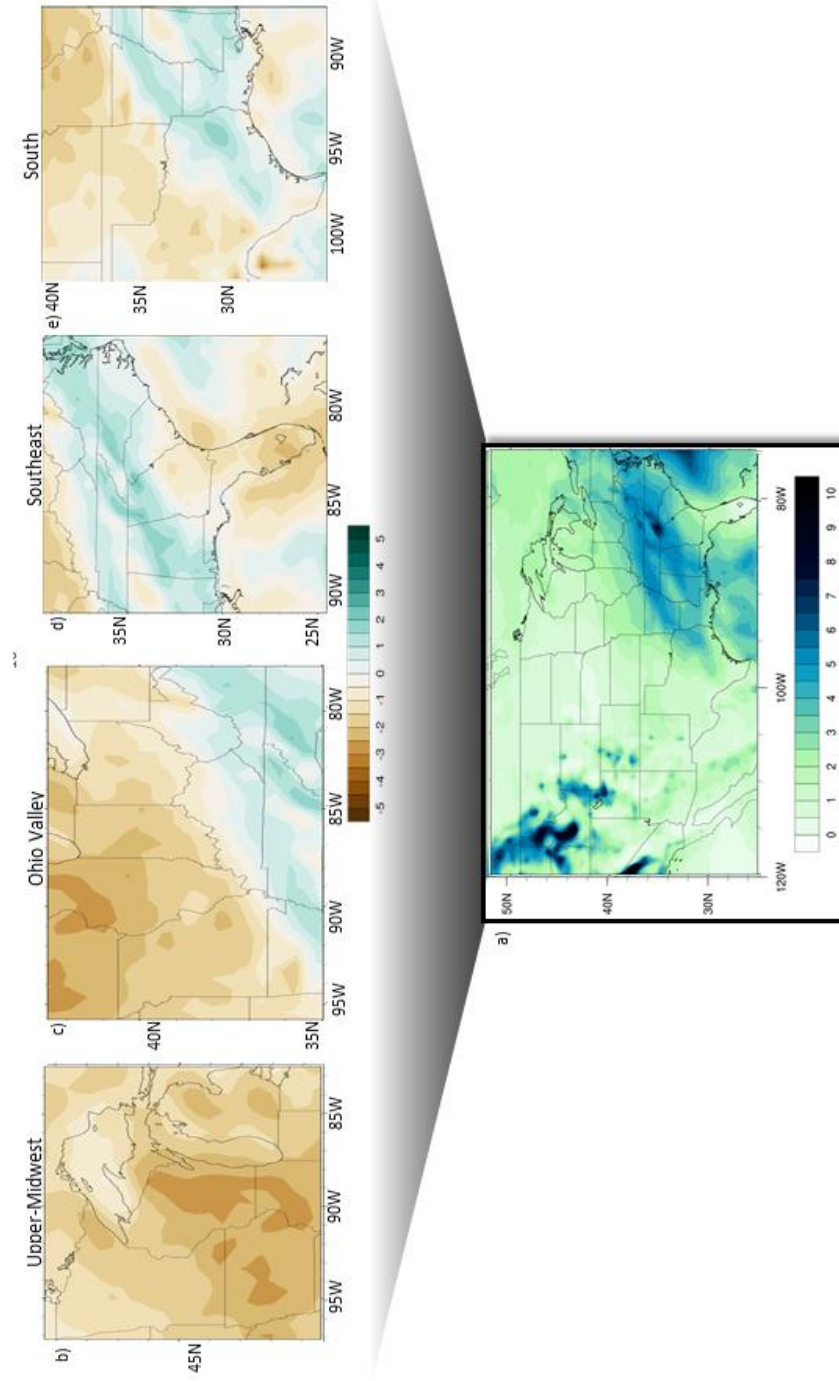 Upper-Midwest
b)
45N
95W
90W
85W
Ohio Valley
c)
40N
35N
95W
90W
85W
80W
Southeast
d)
35N
30N
25N
90W
85W
80W
South
e) 40N
35N
30N
100W
95W
90W
-5 -4 -3 -2 -1 0 1 2 3 4 5
a)
50N
40N
30N
120W
100W
80W
0 1 2 3 4 5 6 7 8 9 10